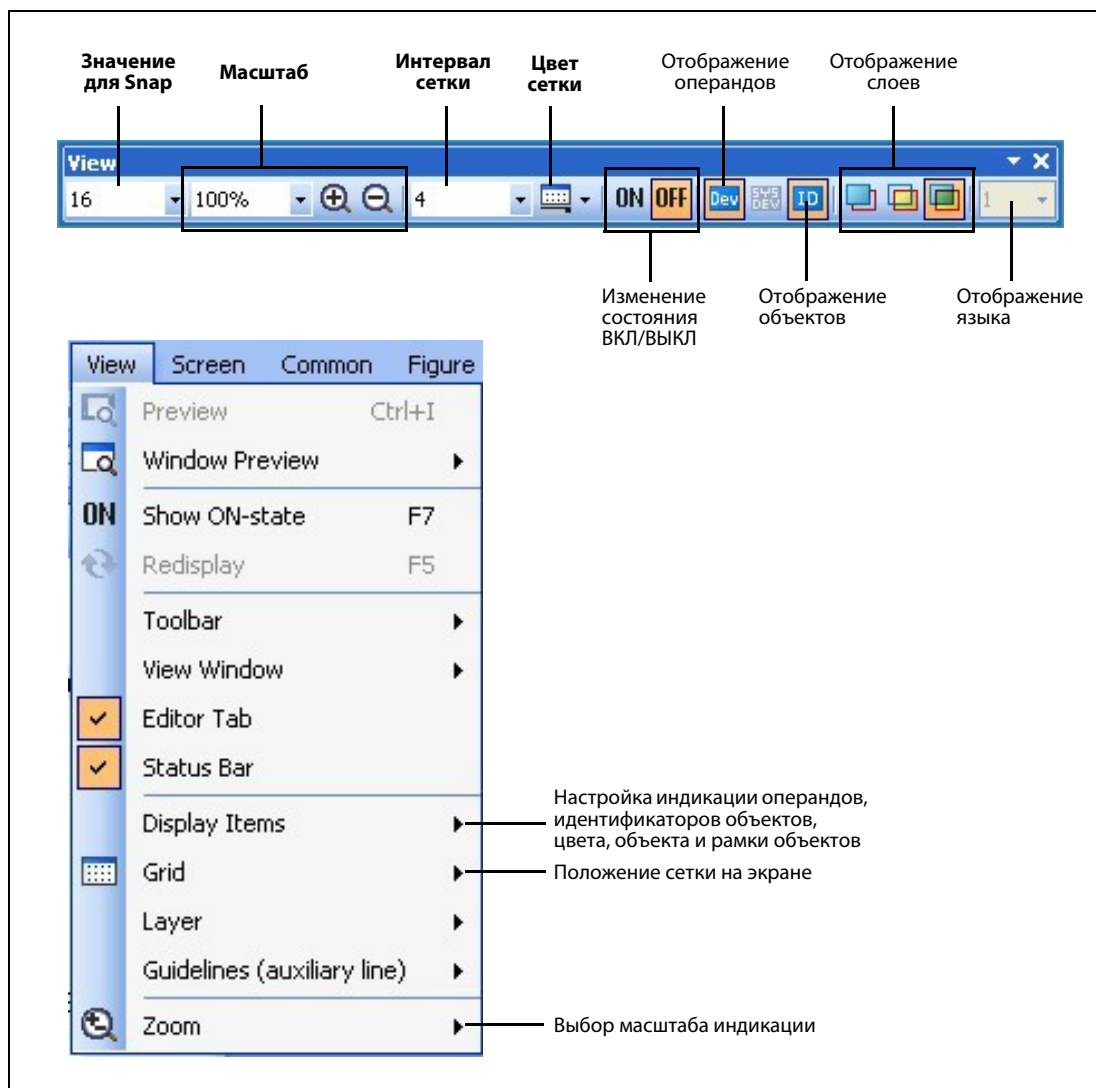 Значение для Snap
Масштаб
Интервал сетки
Цвет сетки
Отображение операндов
Отображение слоев
View
16
100%
4
ON OFF Dev SYS DEV ID
1
Изменение состояния ВКЛ/ВЫКЛ
Отображение объектов
Отображение языка
View Screen Common Figure
Preview Ctrl+I
Window Preview
ON Show ON-state F7
Redisplay F5
Toolbar
View Window
Editor Tab
Status Bar
Display Items
Настройка индикации операндов,
идентификаторов объектов,
цвета, объекта и рамки объектов
Grid
Положение сетки на экране
Layer
Guidelines (auxiliary line)
Zoom
Выбор масштаба индикации